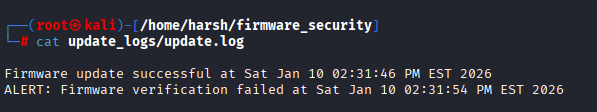 ┌──(root㉿kali)-[/home/harsh/firmware_security]
└─# cat update_logs/update.log
Firmware update successful at Sat Jan 10 02:31:46 PM EST 2026
ALERT: Firmware verification failed at Sat Jan 10 02:31:54 PM EST 2026